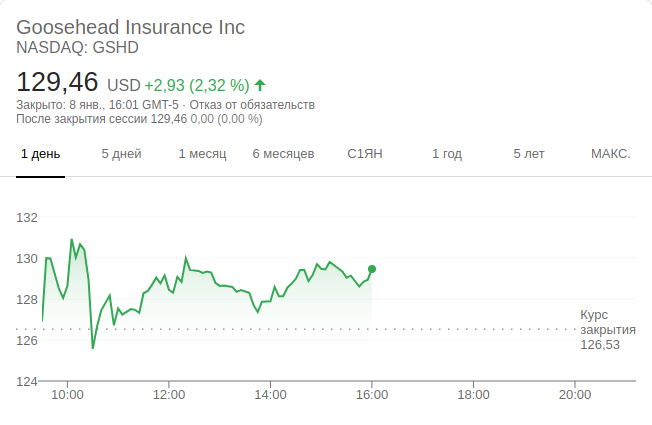 Goosehead Insurance Inc
NASDAQ: GSHD
129,46 USD +2,93 (2,32 %)
Закрыто: 8 янв., 16:01 GMT-5 · Отказ от обязательств
После закрытия сессии 129,46 0,00 (0,00 %)
1 день 5 дней 1 месяц 6 месяцев С1ЯН 1 год 5 лет МАКС.
132
130
128
Курс
закрытия
126,53
126
124
10:00 12:00 14:00 16:00 18:00 20:00